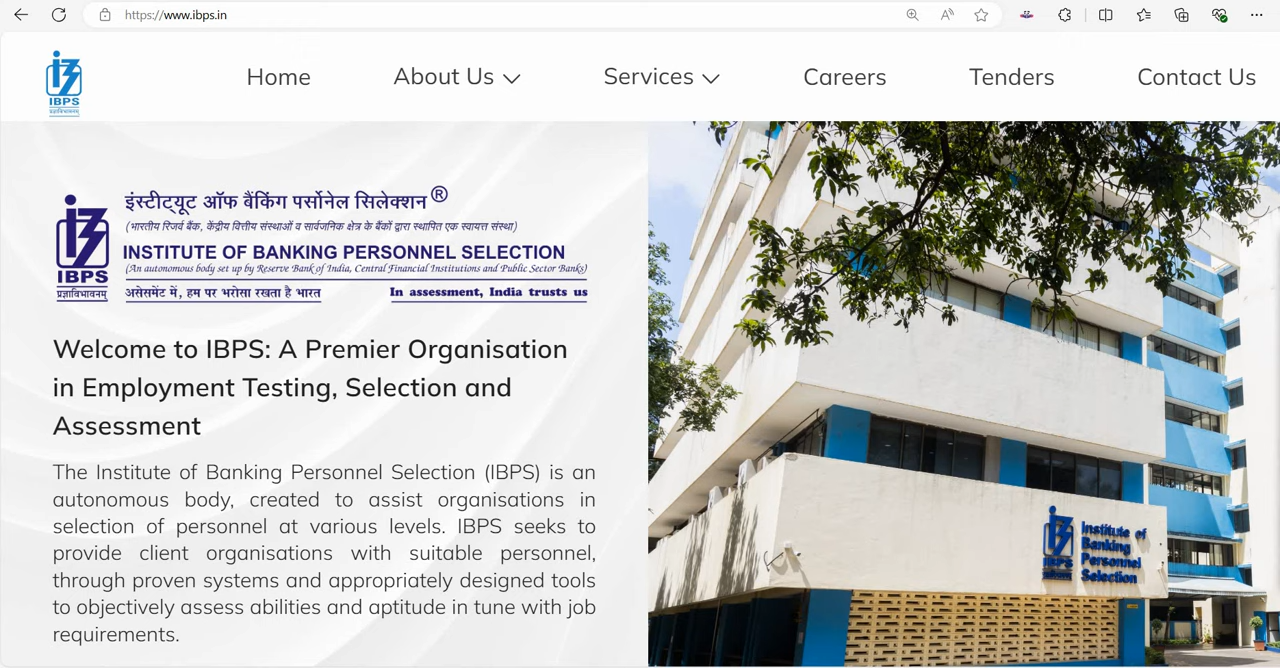 https://www.ibps.in
IBPS
प्रज्ञाविभावनम्
Home
About Us
Services
Careers
Tenders
Contact Us
इंस्टीट्यूट ऑफ बैंकिंग पर्सोनेल सिलेक्शन®
(भारतीय रिजर्व बैंक, केंद्रीय वित्तीय संस्थाओं व सार्वजनिक क्षेत्र के बैंकों द्वारा स्थापित एक स्वायत्त संस्था)
INSTITUTE OF BANKING PERSONNEL SELECTION
(An autonomous body set up by Reserve Bank of India, Central Financial Institutions and Public Sector Banks)
IBPS
प्रज्ञाविभावनम्
असेसमेंट में, हम पर भरोसा रखता है भारत
In assessment, India trusts us
Welcome to IBPS: A Premier Organisation
in Employment Testing, Selection and
Assessment
The Institute of Banking Personnel Selection (IBPS) is an
autonomous body, created to assist organisations in
selection of personnel at various levels. IBPS seeks to
provide client organisations with suitable personnel,
through proven systems and appropriately designed tools
to objectively assess abilities and aptitude in tune with job
requirements.
IBPS
Institute of
Banking
Personnel
Selection